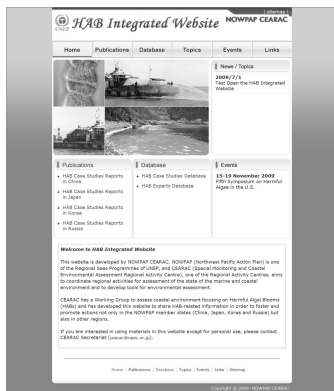 | sitemap |
UNEP
HAB Integrated Website NOWPAP CEARAC
Home Publications Database Topics Events Links
News / Topics
2009/7/1
Test Open the HAB Integrated
Website
Publications
• HAB Case Studies Reports
in China
• HAB Case Studies Reports
in Japan
• HAB Case Studies Reports
in Korea
• HAB Case Studies Reports
in Russia
Database
• HAB Case Studies Database
• HAB Experts Database
Events
15-19 November 2009
Fifth Symposium on Harmful
Algae in the U.S.
Welcome to HAB Integrated Website
This website is developed by NOWPAP CEARAC. NOWPAP (Northwest Pacific Action Plan) is one
of the Regional Seas Programmes of UNEP, and CEARAC (Special Monitoring and Coastal
Environmental Assessment Regional Activity Centre), one of the Regional Activity Centres, aims
to coordinate regional activities for assessment of the state of the marine and coastal
environment and to develop tools for environmental assessment.
CEARAC has a Working Group to assess coastal environment focusing on Harmful Algal Blooms
(HABs) and has developed this website to share HAB-related information in order to foster and
promote actions not only in the NOWPAP member states (China, Japan, Korea and Russia) but
also in other regions.
If you are interested in using materials in this website except for personal use, please contact
CEARAC Secretariat (cearac@npec.or.jp).
Home | Publications | Database | Topics | Events | Links | Sitemap
Copyright @ 2009 NOWPAP CEARAC